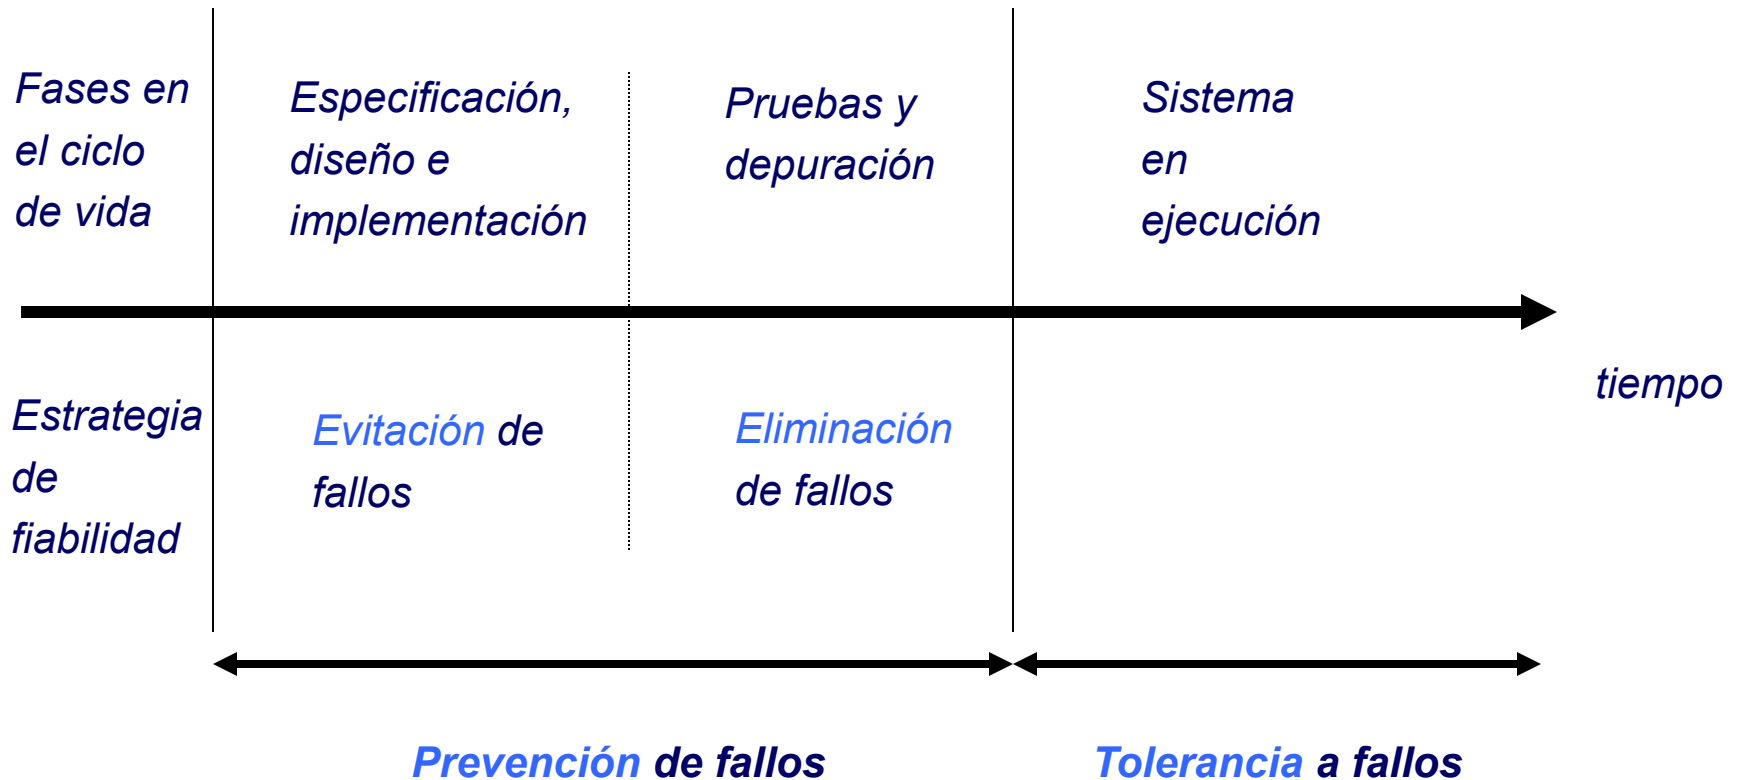 Fases en
el ciclo
de vida
Especificación,
diseño e
implementación
Pruebas y
depuración
Sistema
en
ejecución
tiempo
Estrategia
de
fiabilidad
Evitación de
fallos
Eliminación
de fallos
Prevención de fallos
Tolerancia a fallos